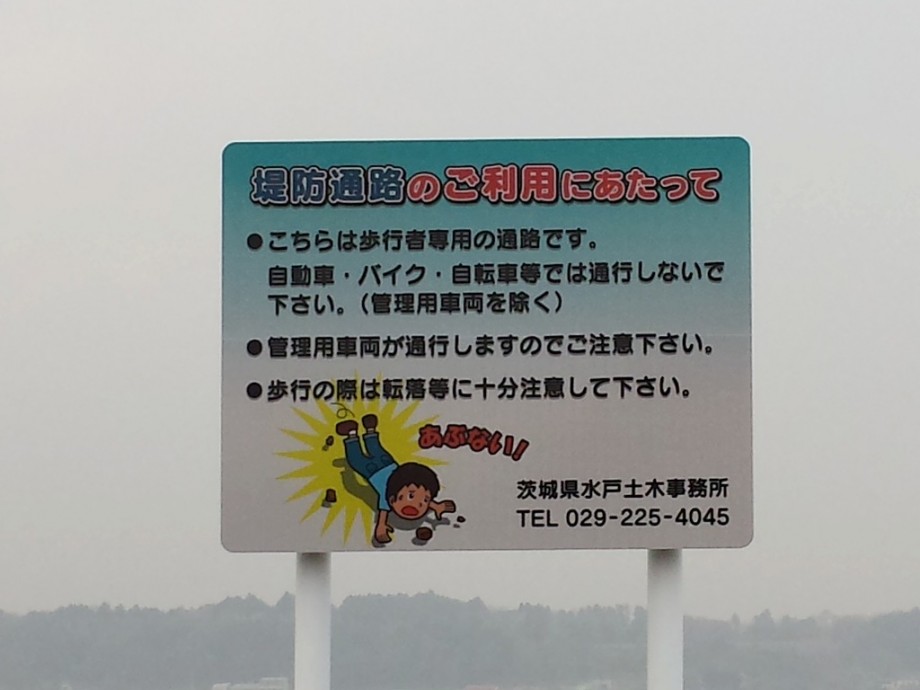 堤防通路のご利用にあたって
●こちらは歩行者専用の通路です。
自動車・バイク・自転車等では通行しないで
下さい。（管理用車両を除く）
●管理用車両が通行しますのでご注意下さい。
●歩行の際は転落等に十分注意して下さい。
あぶない！
茨城県水戸土木事務所
TEL 029-225-4045